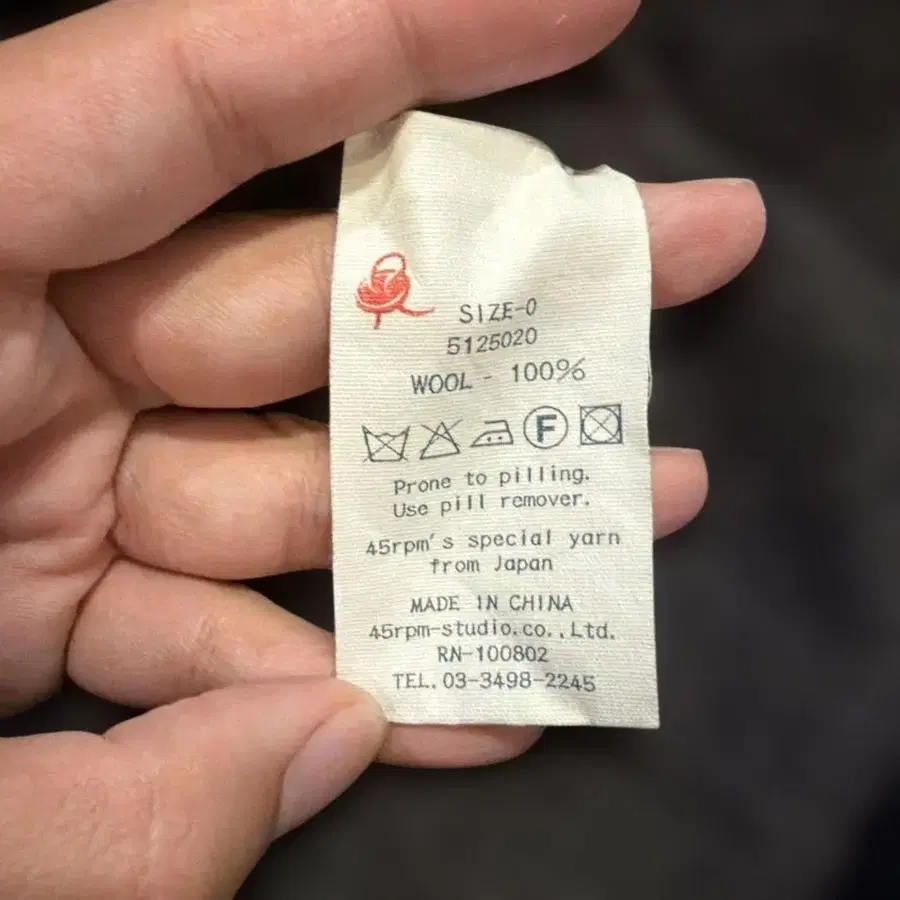 SIZE-0
5125020
WOOL - 100%
F
Prone to pilling.
Use pill remover.
45rpm's special yarn
from Japan
MADE IN CHINA
45rpm-studio.co.,Ltd.
RN-100802
TEL. 03-3498-2245